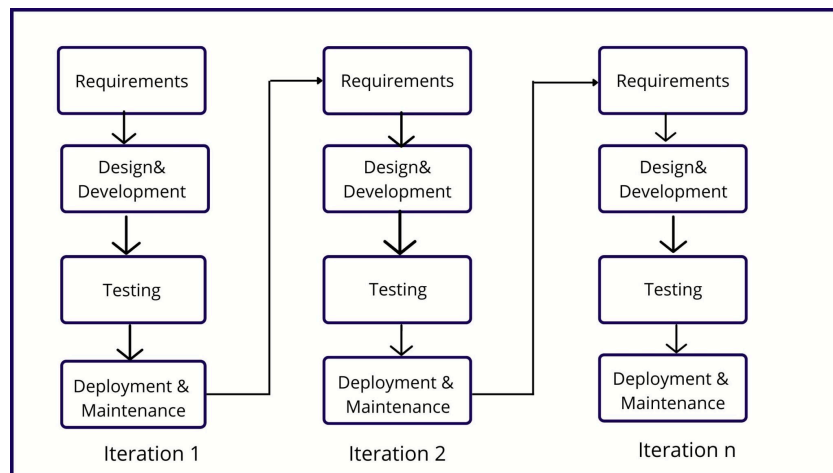 Requirements
Design&
Development
Testing
Deployment &
Maintenance
Iteration 1
Requirements
Design&
Development
Testing
Deployment &
Maintenance
Iteration 2
Requirements
Design&
Development
Testing
Deployment &
Maintenance
Iteration n